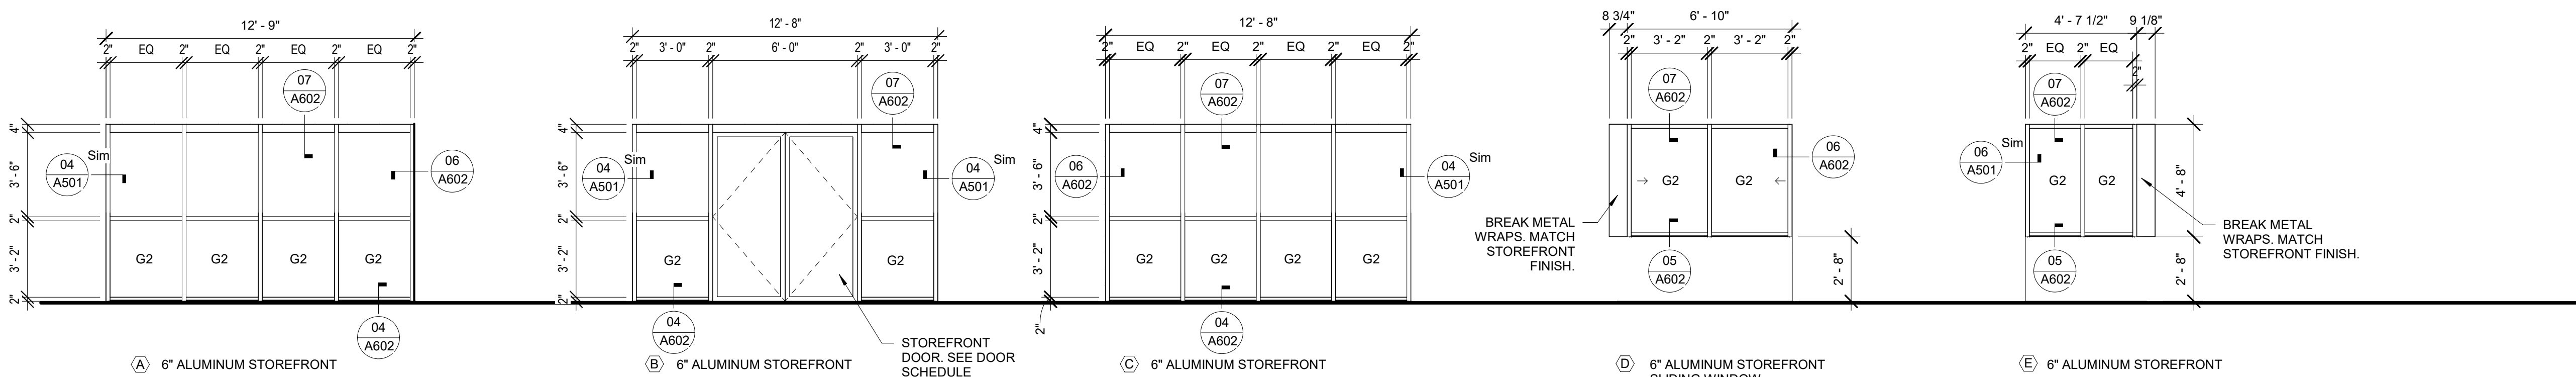 12' - 9"
2" EQ 2" EQ 2" EQ 2" EQ 2"
07
A602
4"
3' - 6"
2"
3' - 2"
2"
04
A501
Sim
06
A602
G2 G2 G2 G2
04
A602
A 6" ALUMINUM STOREFRONT
12' - 8"
2" 3' - 0" 2" 6' - 0" 2" 3' - 0" 2"
07
A602
4"
3' - 6"
2"
3' - 2"
2"
04
A501
Sim
04
A501
Sim
G2 G2
04
A602
STOREFRONT
DOOR. SEE DOOR
SCHEDULE
B 6" ALUMINUM STOREFRONT
12' - 8"
2" EQ 2" EQ 2" EQ 2" EQ 2"
07
A602
4"
3' - 6"
2"
3' - 2"
2"
06
A602
04
A501
Sim
G2 G2 G2 G2
04
A602
C 6" ALUMINUM STOREFRONT
8 3/4" 6' - 10"
2" 3' - 2" 2" 3' - 2" 2"
07
A602
06
A602
G2 G2
BREAK METAL
WRAPS. MATCH
STOREFRONT
FINISH.
05
A602
2' - 8"
D 6" ALUMINUM STOREFRONT
SLIDING WINDOW
4' - 7 1/2" 9 1/8"
2" EQ 2" EQ 2"
07
A602
06
A501
Sim
G2 G2
4' - 8"
2' - 8"
05
A602
BREAK METAL
WRAPS. MATCH
STOREFRONT FINISH.
E 6" ALUMINUM STOREFRONT